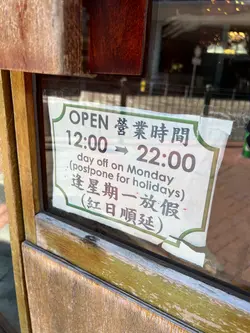 OPEN 營業時間
12:00 → 22:00
day off on Monday
(postpone for holidays)
逢星期一放假
(紅日順延)